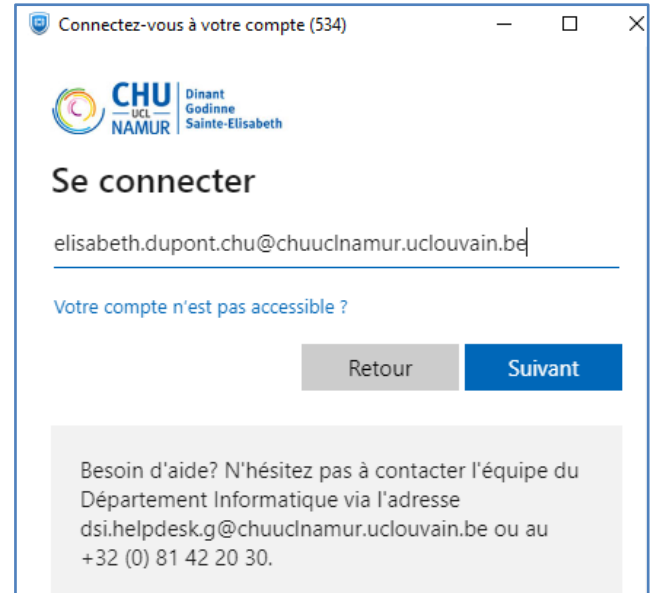 Connectez-vous à votre compte (534)
CHU
UCL
NAMUR
Dinant
Godinne
Sainte-Elisabeth
Se connecter
elisabeth.dupont.chu@chuuclnamur.uclouvain.be
Votre compte n'est pas accessible ?
Retour Suivant
Besoin d'aide? N'hésitez pas à contacter l'équipe du
Département Informatique via l'adresse
dsi.helpdesk.g@chuuclnamur.uclouvain.be ou au
+32 (0) 81 42 20 30.